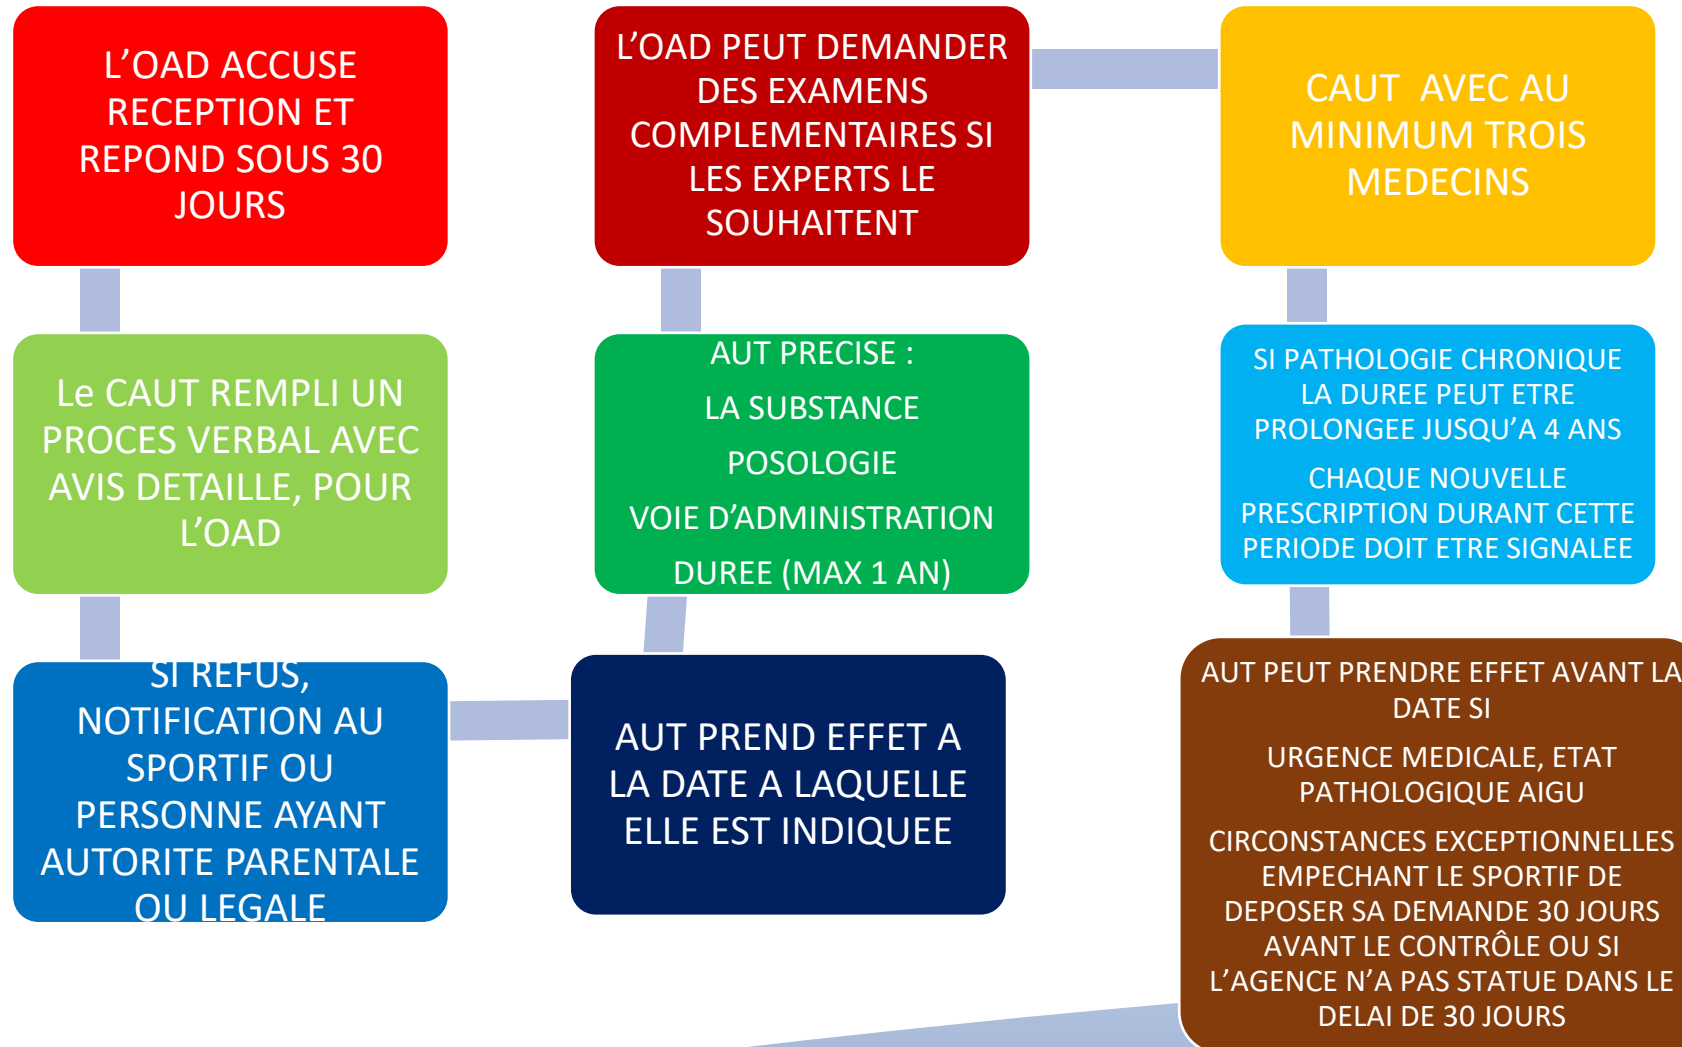 L'OAD ACCUSE
RECEPTION ET
REPOND SOUS 30
JOURS
Le CAUT REMPLI UN
PROCES VERBAL AVEC
AVIS DETAILLE, POUR
L'OAD
SI REFUS,
NOTIFICATION AU
SPORTIF OU
PERSONNE AYANT
AUTORITE PARENTALE
OU LEGALE
AUT PREND EFFET A
LA DATE A LAQUELLE
ELLE EST INDIQUEE
AUT PRECISE :
LA SUBSTANCE
POSOLOGIE
VOIE D'ADMINISTRATION
DUREE (MAX 1 AN)
L'OAD PEUT DEMANDER
DES EXAMENS
COMPLEMENTAIRES SI
LES EXPERTS LE
SOUHAITENT
CAUT AVEC AU
MINIMUM TROIS
MEDECINS
SI PATHOLOGIE CHRONIQUE
LA DUREE PEUT ETRE
PROLONGEE JUSQU'A 4 ANS
CHAQUE NOUVELLE
PRESCRIPTION DURANT CETTE
PERIODE DOIT ETRE SIGNALEE
AUT PEUT PRENDRE EFFET AVANT LA
DATE SI
URGENCE MEDICALE, ETAT
PATHOLOGIQUE AIGU
CIRCONSTANCES EXCEPTIONNELLES
EMPECHANT LE SPORTIF DE
DEPOSER SA DEMANDE 30 JOURS
AVANT LE CONTRÔLE OU SI
L'AGENCE N'A PAS STATUE DANS LE
DELAI DE 30 JOURS